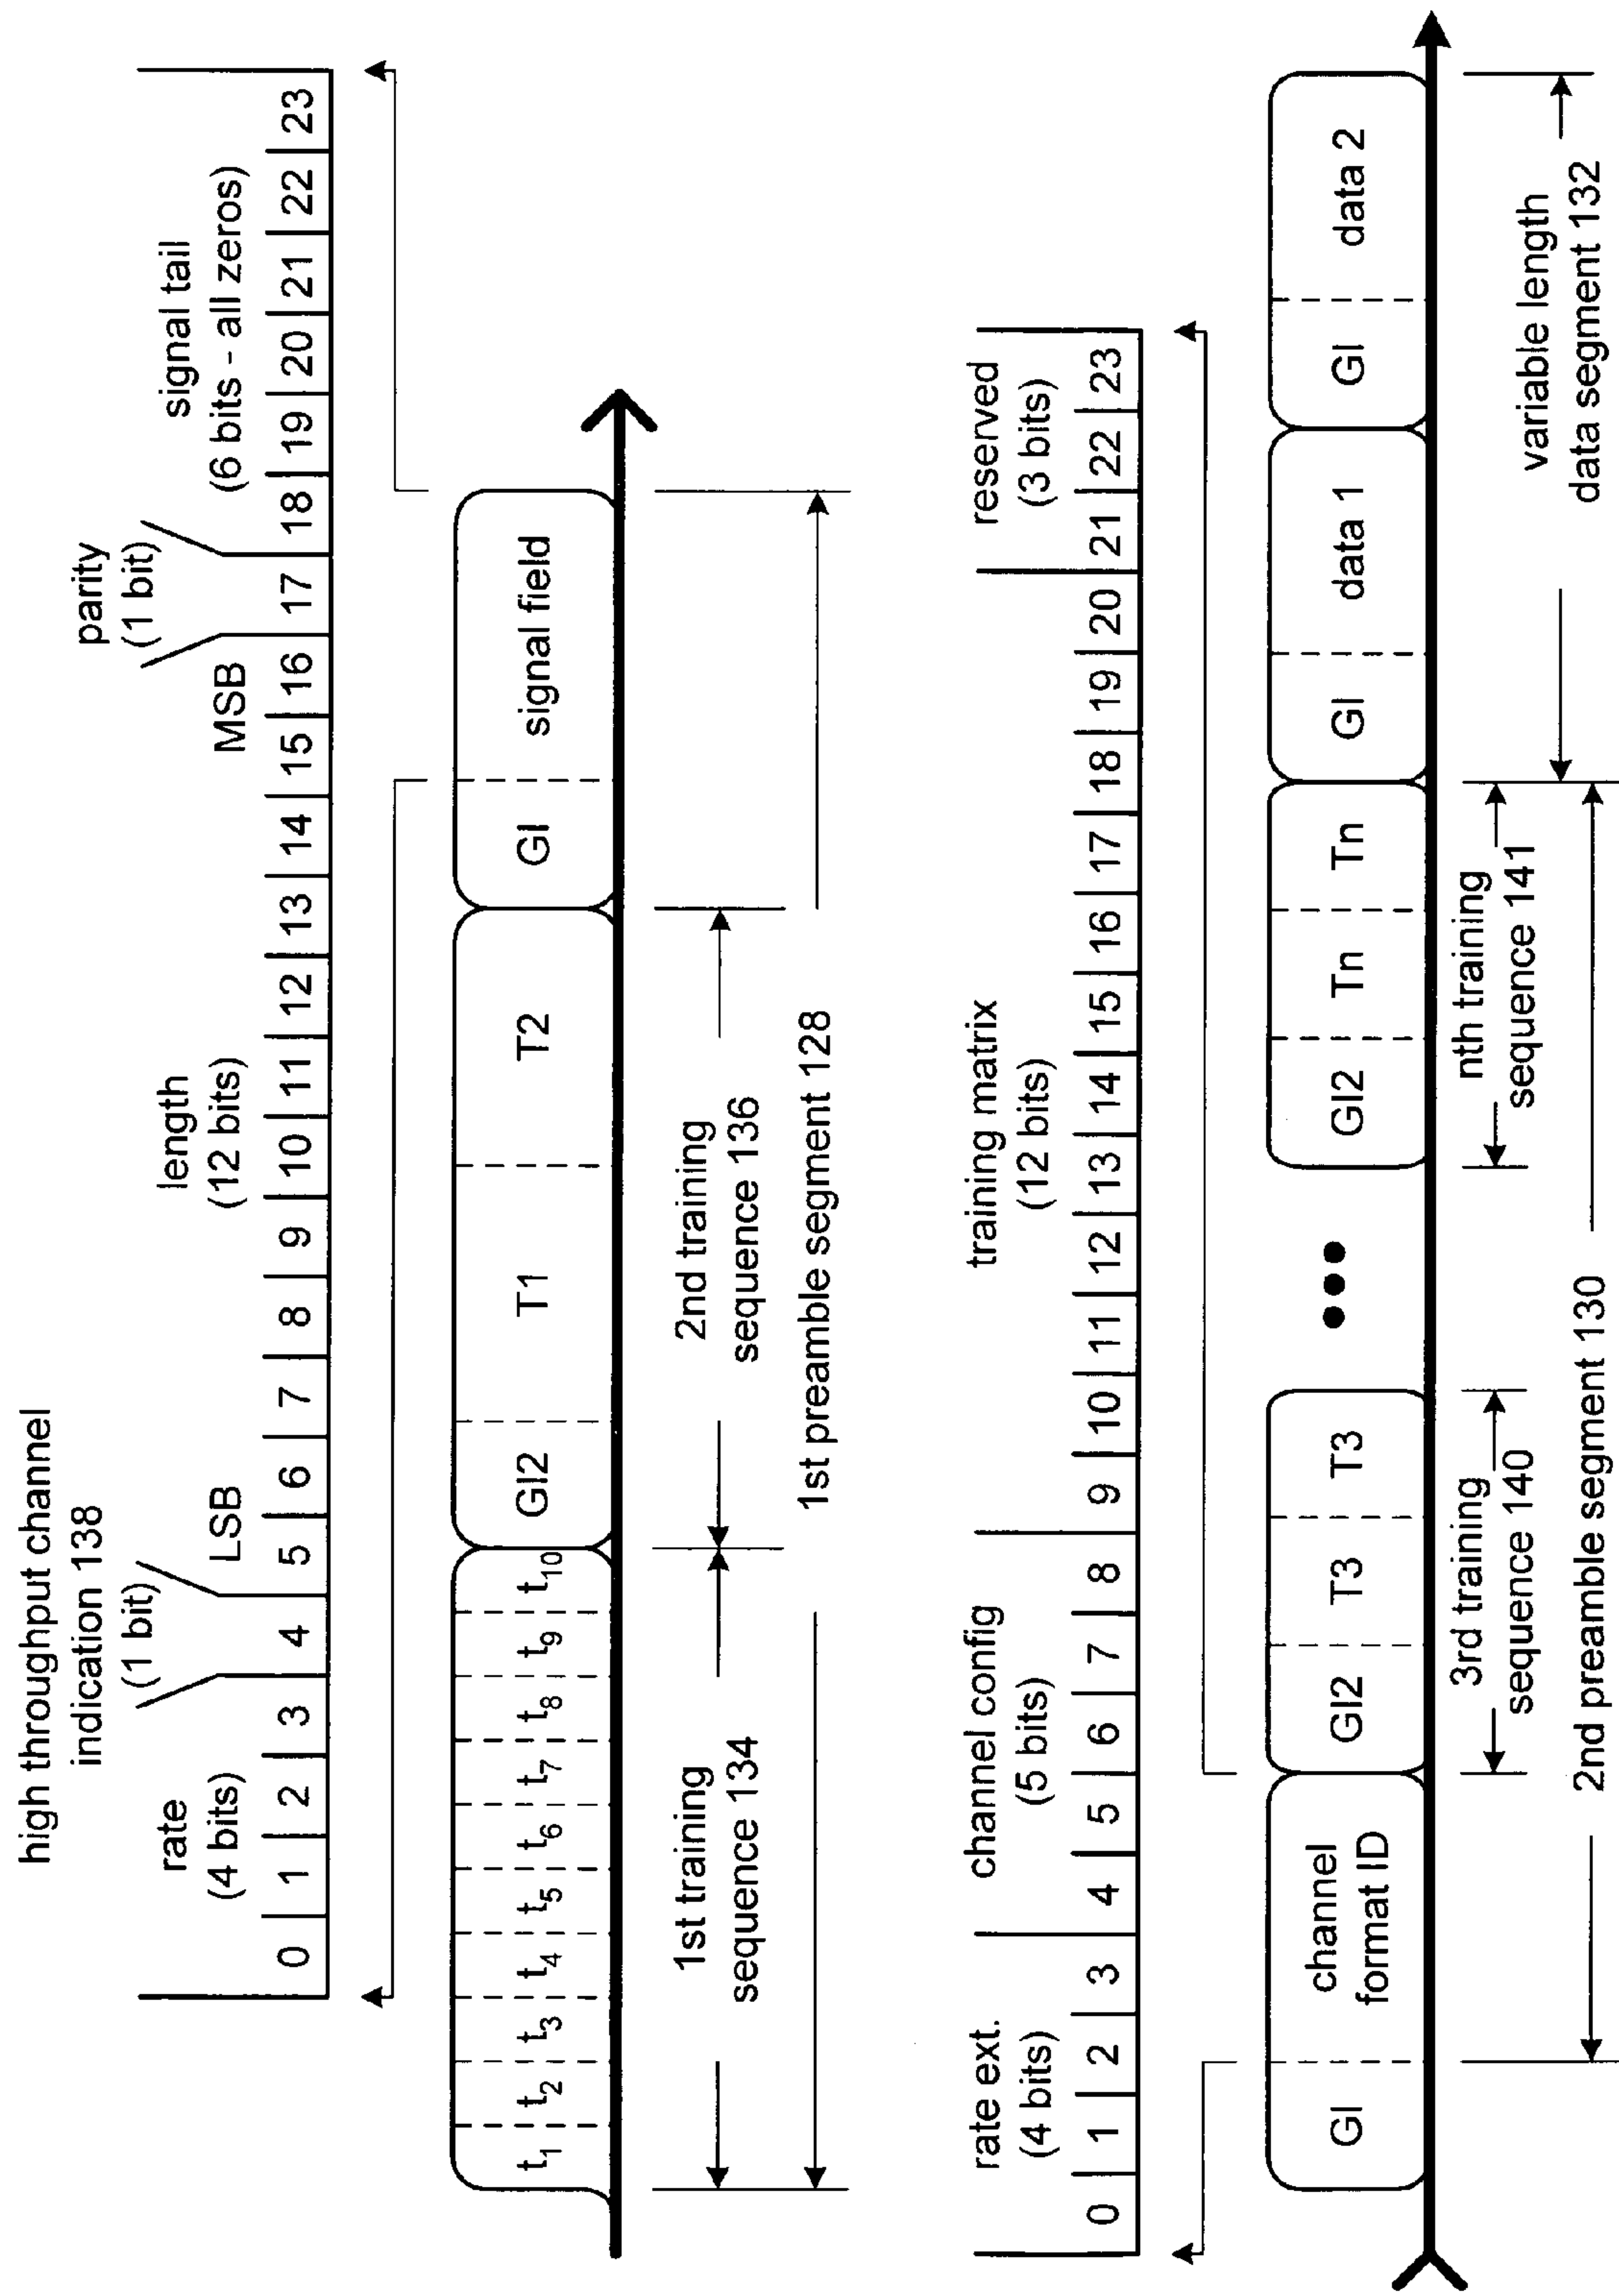 high throughput channel
indication 138
(1 bit)
rate
(4 bits)
LSB
length
(12 bits)
MSB
parity
(1 bit)
signal tail
(6 bits - all zeros)
0 1 2 3 4 5 6 7 8 9 10 11 12 13 14 15 16 17 18 19 20 21 22 23
t1 t2 t3 t4 t5 t6 t7 t8 t9 t10 GI2 T1 T2 GI signal field
1st training
sequence 134
2nd training
sequence 136
1st preamble segment 128
rate ext.
(4 bits)
channel config
(5 bits)
training matrix
(12 bits)
reserved
(3 bits)
0 1 2 3 4 5 6 7 8 9 10 11 12 13 14 15 16 17 18 19 20 21 22 23
GI
channel
format ID
GI2 T3 T3 ••• GI2 Tn Tn GI data 1 GI data 2
3rd training
sequence 140
nth training
sequence 141
2nd preamble segment 130
variable length
data segment 132